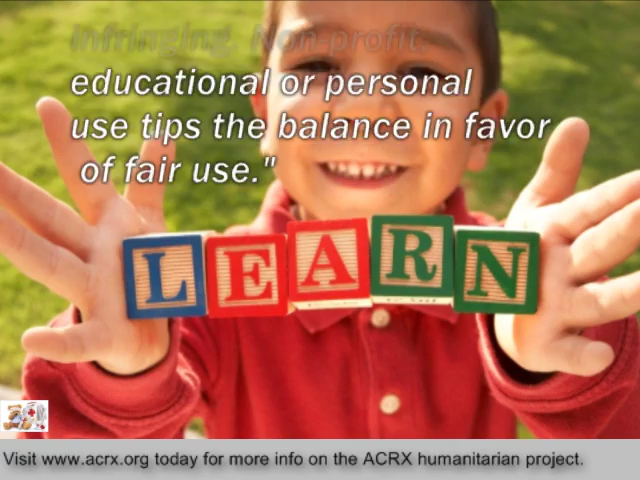 infringing. Non-profit,
educational or personal
use tips the balance in favor
of fair use."
LEARN
Visit www.acrx.org today for more info on the ACRX humanitarian project.